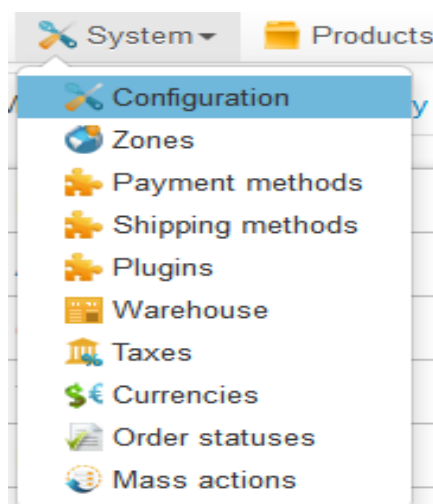 System Products
Configuration
y
Zones
Payment methods
Shipping methods
Plugins
Warehouse
Taxes
Currencies
Order statuses
Mass actions